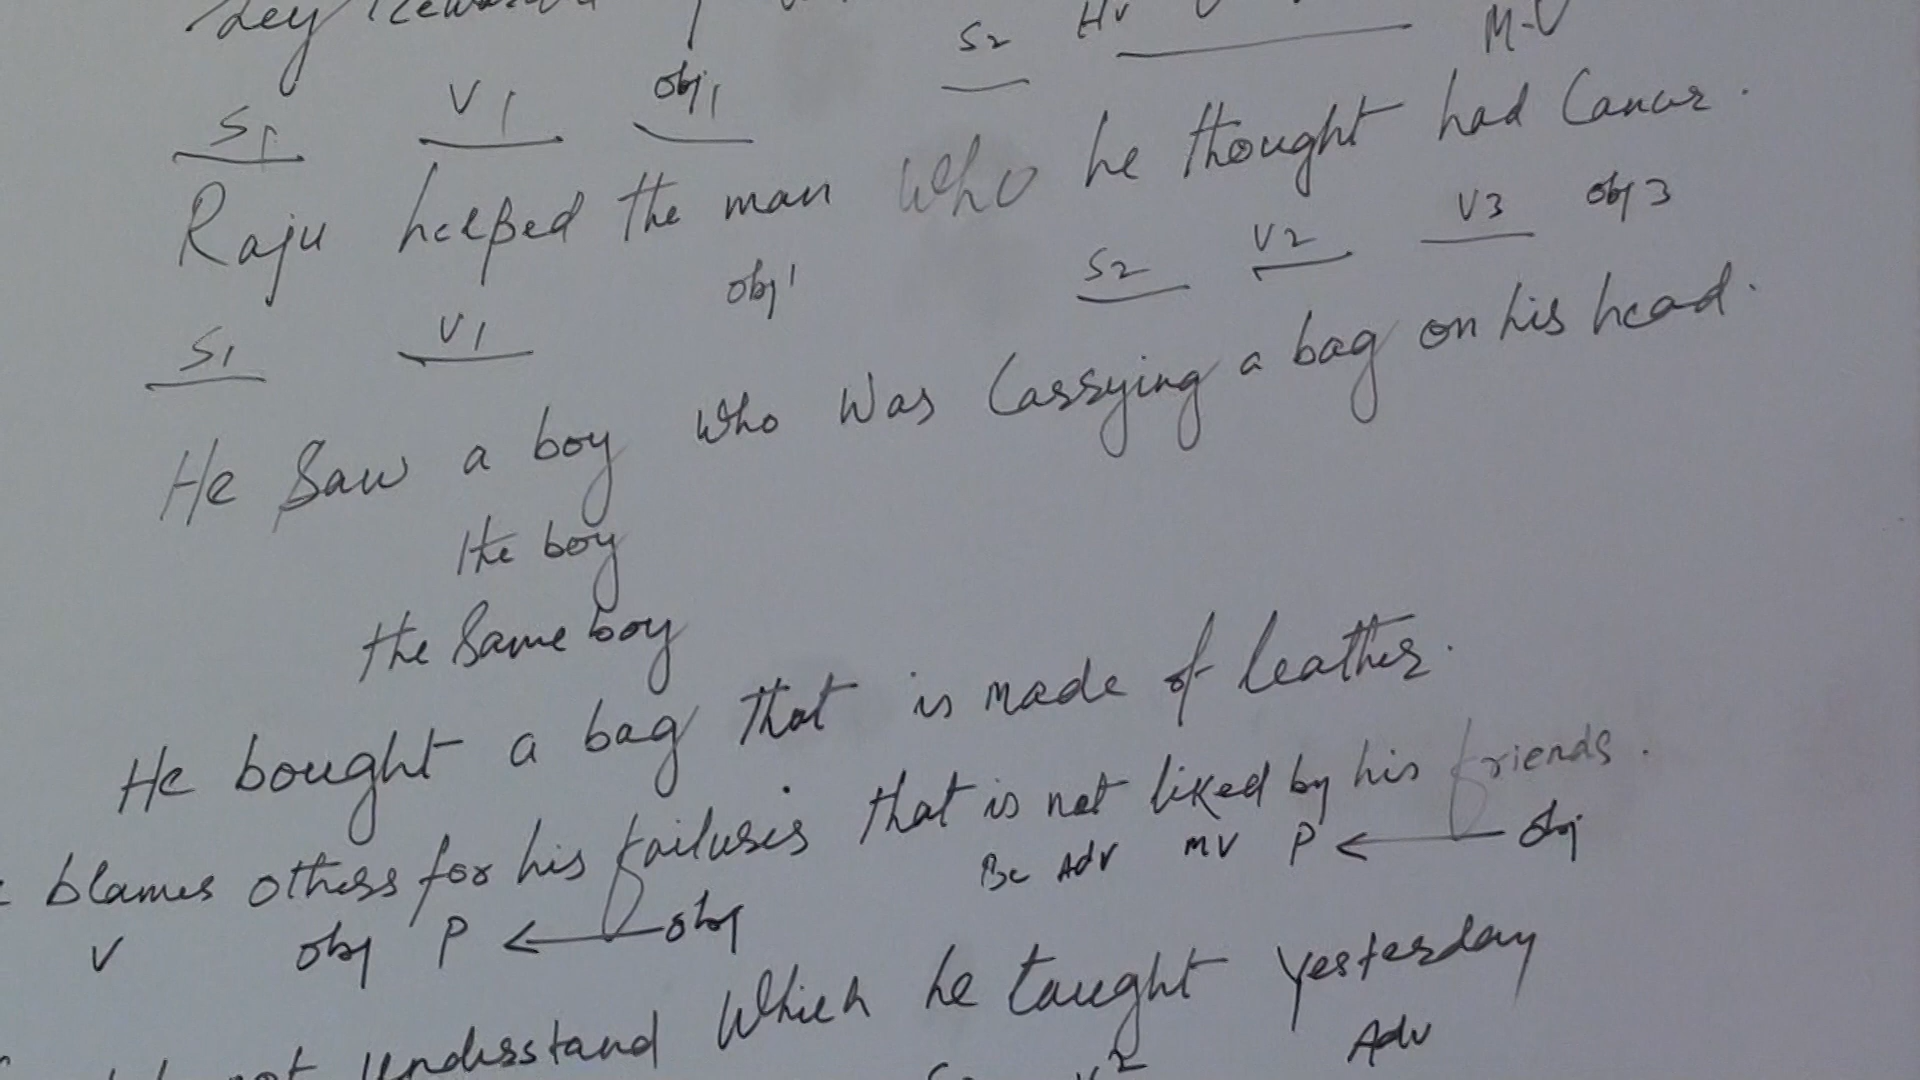 S2 Hv M-V
S1 V1 obj1
Raju helped the man who he thought had Cancer.
obj1 S2 V2 V3 obj3
S1 V1
He Saw a boy who was Carrying a bag on his head.
the boy
the Same boy
He bought a bag that is made of leather.
blames others for his failures that is not liked by his friends.
V obj P ← obj Be Adv MV P ← obj
not understand which he taught yesterday
Adv